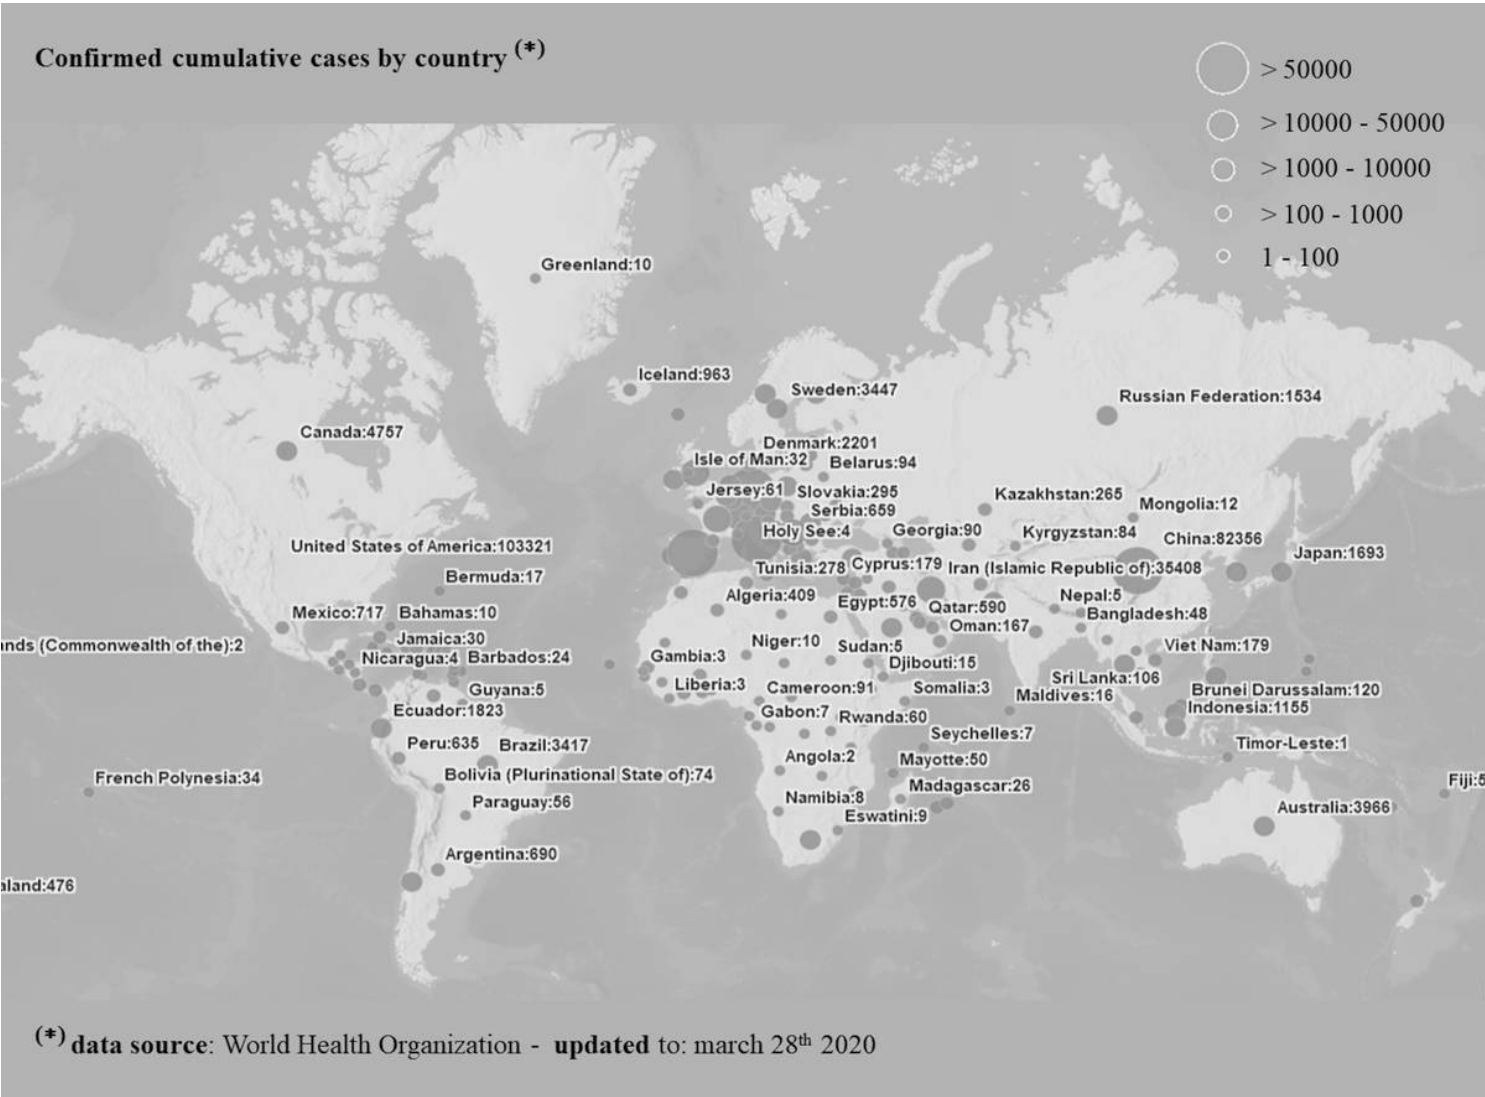 Confirmed cumulative cases by country (*)
> 50000
> 10000 - 50000
> 1000 - 10000
> 100 - 1000
1 - 100
Greenland:10
Iceland:963
Sweden:3447
Russian Federation:1534
Canada:4757
Denmark:2201
Isle of Man:32
Belarus:94
Jersey:61
Slovakia:295
Kazakhstan:265
Mongolia:12
Serbia:659
Holy See:4
Georgia:90
Kyrgyzstan:84
China:82356
United States of America:103321
Japan:1693
Tunisia:278
Cyprus:179
Iran (Islamic Republic of):35408
Bermuda:17
Algeria:409
Egypt:576
Qatar:590
Nepal:5
Mexico:717
Bahamas:10
Bangladesh:48
Oman:167
ands (Commonwealth of the):2
Jamaica:30
Niger:10
Sudan:5
Viet Nam:179
Nicaragua:4
Barbados:24
Gambia:3
Djibouti:15
Sri Lanka:106
Guyana:5
Liberia:3
Cameroon:91
Somalia:3
Maldives:16
Brunei Darussalam:120
Ecuador:1823
Gabon:7
Rwanda:60
Indonesia:1155
Seychelles:7
Peru:635
Brazil:3417
Timor-Leste:1
Angola:2
Mayotte:50
French Polynesia:34
Bolivia (Plurinational State of):74
Fiji:5
Madagascar:26
Paraguay:56
Namibia:8
Eswatini:9
Australia:3966
Argentina:690
aland:476
(*) data source: World Health Organization - updated to: march 28th 2020